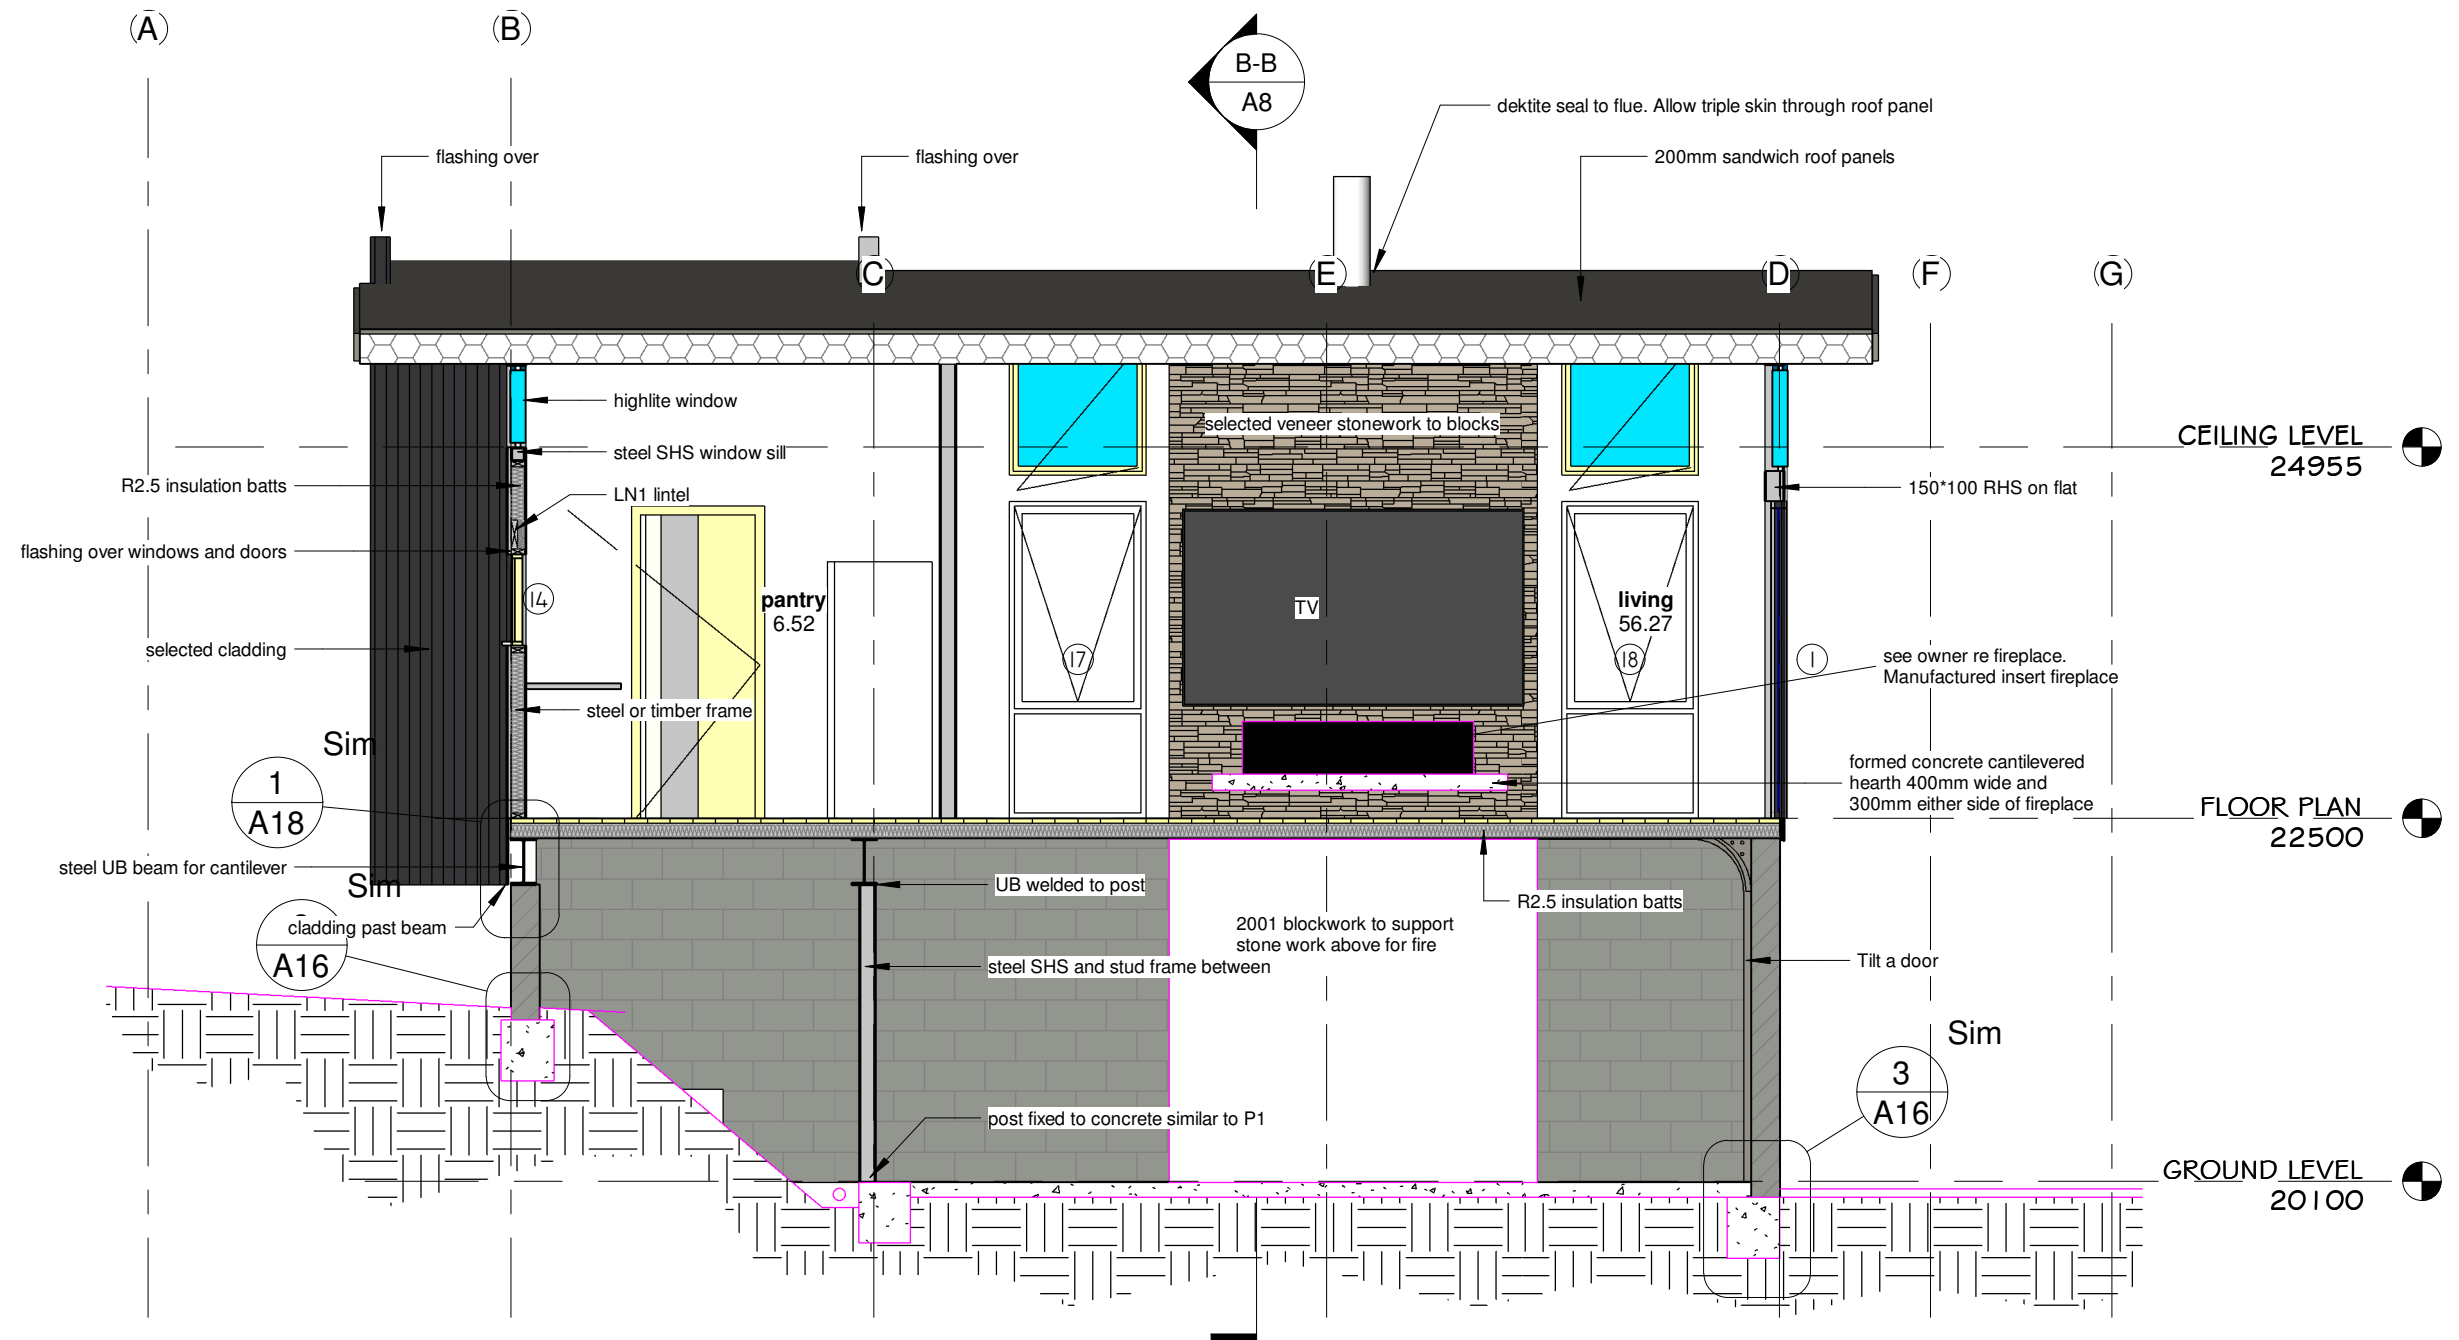 A
B
B-B
A8
dektite seal to flue. Allow triple skin through roof panel
flashing over
flashing over
200mm sandwich roof panels
C
E
D
F
G
highlite window
selected veneer stonework to blocks
steel SHS window sill
CEILING LEVEL
24955
R2.5 insulation batts
LN1 lintel
150*100 RHS on flat
flashing over windows and doors
14
pantry
6.52
TV
living
56.27
selected cladding
17
18
1
see owner re fireplace.
Manufactured insert fireplace
steel or timber frame
Sim
1
A18
formed concrete cantilevered
hearth 400mm wide and
300mm either side of fireplace
FLOOR PLAN
22500
steel UB beam for cantilever
Sim
UB welded to post
R2.5 insulation batts
cladding past beam
2001 blockwork to support
stone work above for fire
A16
steel SHS and stud frame between
Tilt a door
Sim
3
A16
post fixed to concrete similar to P1
GROUND LEVEL
20100